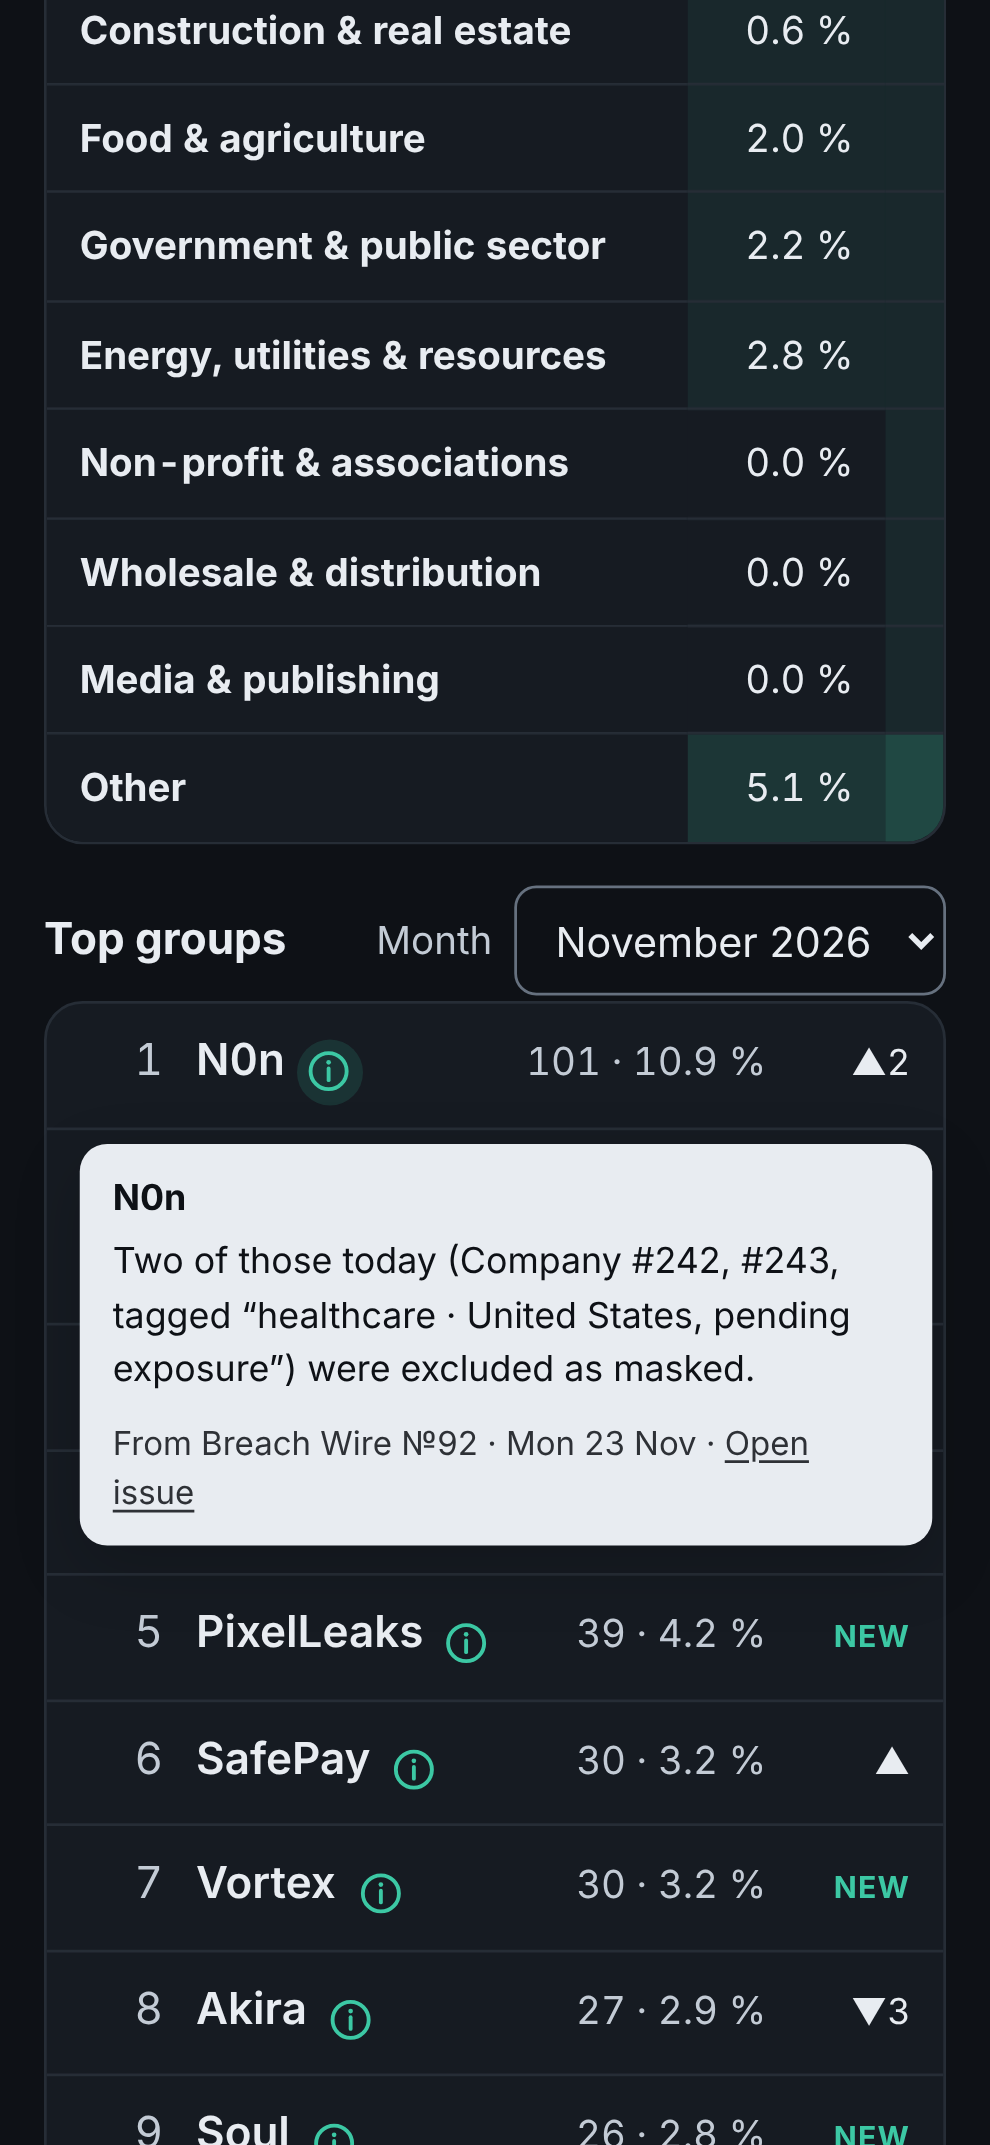 Construction & real estate 0.6 %
Food & agriculture 2.0 %
Government & public sector 2.2 %
Energy, utilities & resources 2.8 %
Non-profit & associations 0.0 %
Wholesale & distribution 0.0 %
Media & publishing 0.0 %
Other 5.1 %
Top groups Month November 2026
1 N0n 101 · 10.9 % ▲2
N0n
Two of those today (Company #242, #243,
tagged “healthcare · United States, pending
exposure”) were excluded as masked.
From Breach Wire №92 · Mon 23 Nov · Open
issue
5 PixelLeaks 39 · 4.2 % NEW
6 SafePay 30 · 3.2 % ▲
7 Vortex 30 · 3.2 % NEW
8 Akira 27 · 2.9 % ▼3
9 Soul 26 · 2.8 % NEW